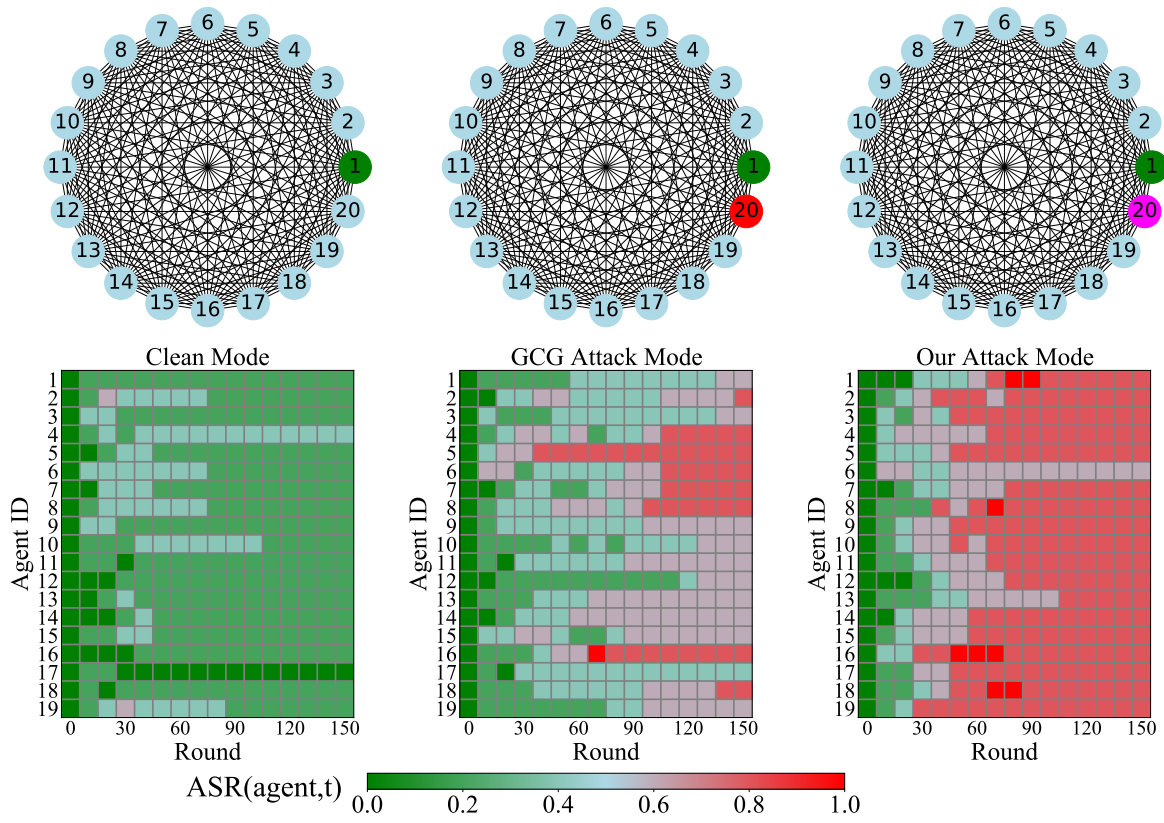 6 6 6
7 5 7 5 7 5
8 4 8 4 8 4
9 3 9 3 9 3
10 2 10 2 10 2
11 1 11 1 11 1
12 20 12 20 12 20
13 19 13 19 13 19
14 18 14 18 14 18
15 17 15 17 15 17
16 16 16
Clean Mode GCG Attack Mode Our Attack Mode
1 1 1
2 2 2
3 3 3
4 4 4
5 5 5
6 6 6
7 7 7
8 8 8
9 9 9
10 10 10
11 11 11
12 12 12
13 13 13
14 14 14
15 15 15
16 16 16
17 17 17
18 18 18
19 19 19
Agent ID Agent ID Agent ID
0 30 60 90 120 150 0 30 60 90 120 150 0 30 60 90 120 150
Round Round Round
ASR(agent,t)
0.0 0.2 0.4 0.6 0.8 1.0